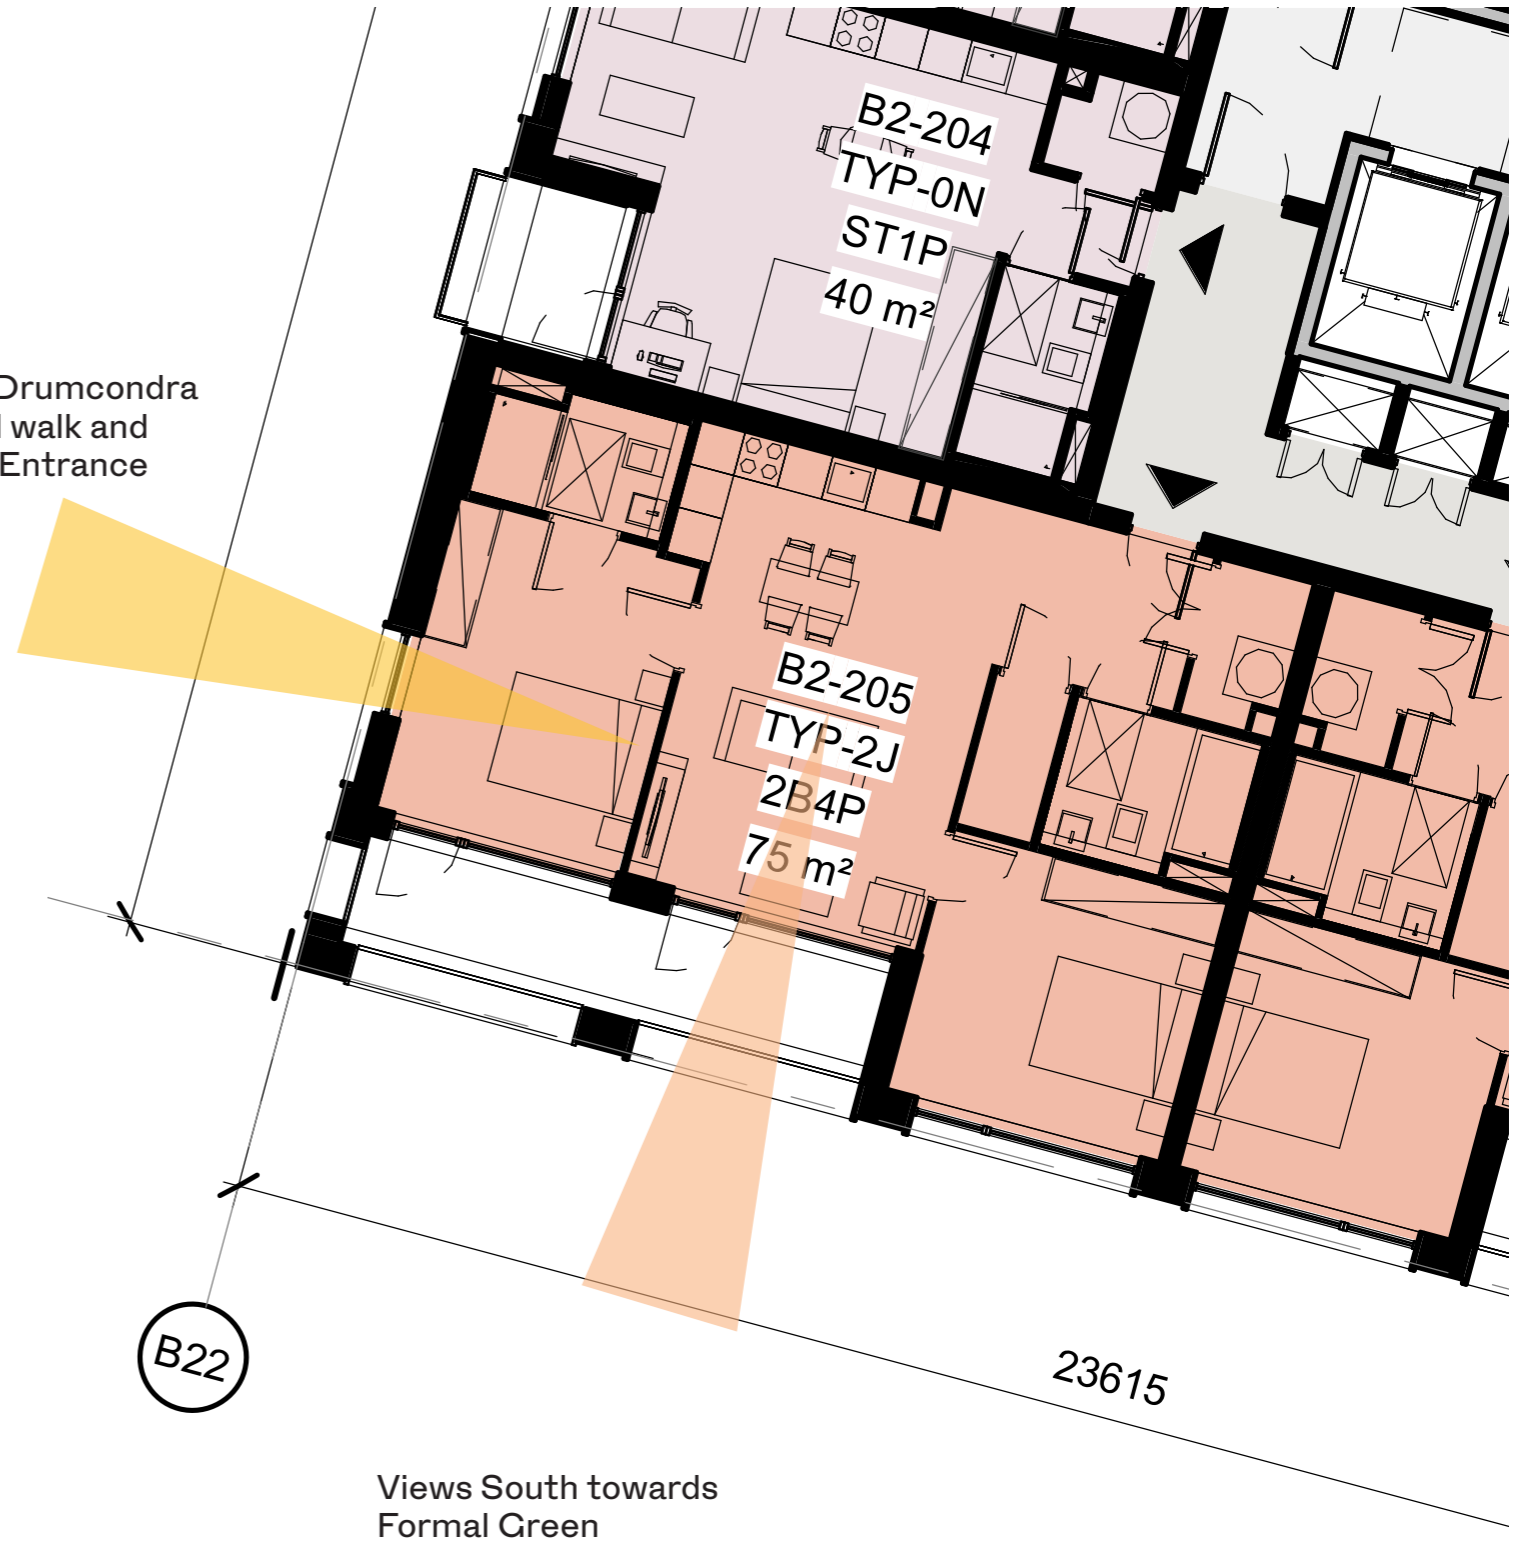 B2-204
TYP-0N
ST1P
40 m²
Drumcondra
walk and
Entrance
B2-205
TYP-2J
2B4P
75 m²
B22
23615
Views South towards
Formal Green